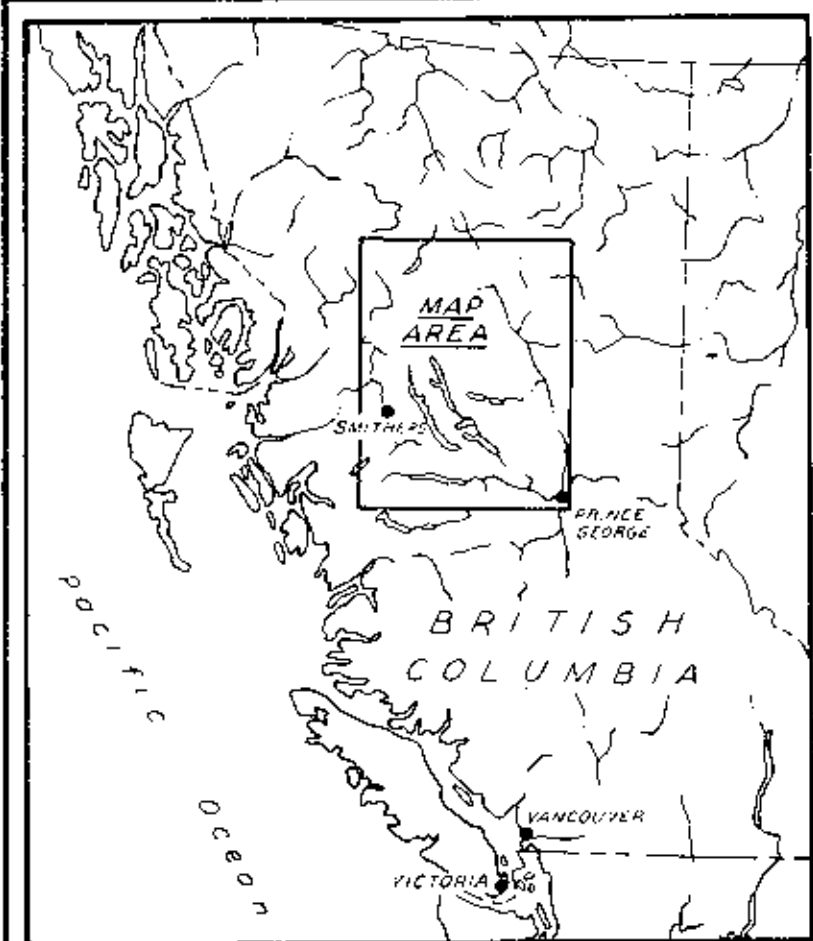 MAP
AREA
SMITHERS
PRINCE
GEORGE
BRITISH
COLUMBIA
Pacific
Ocean
VANCOUVER
VICTORIA